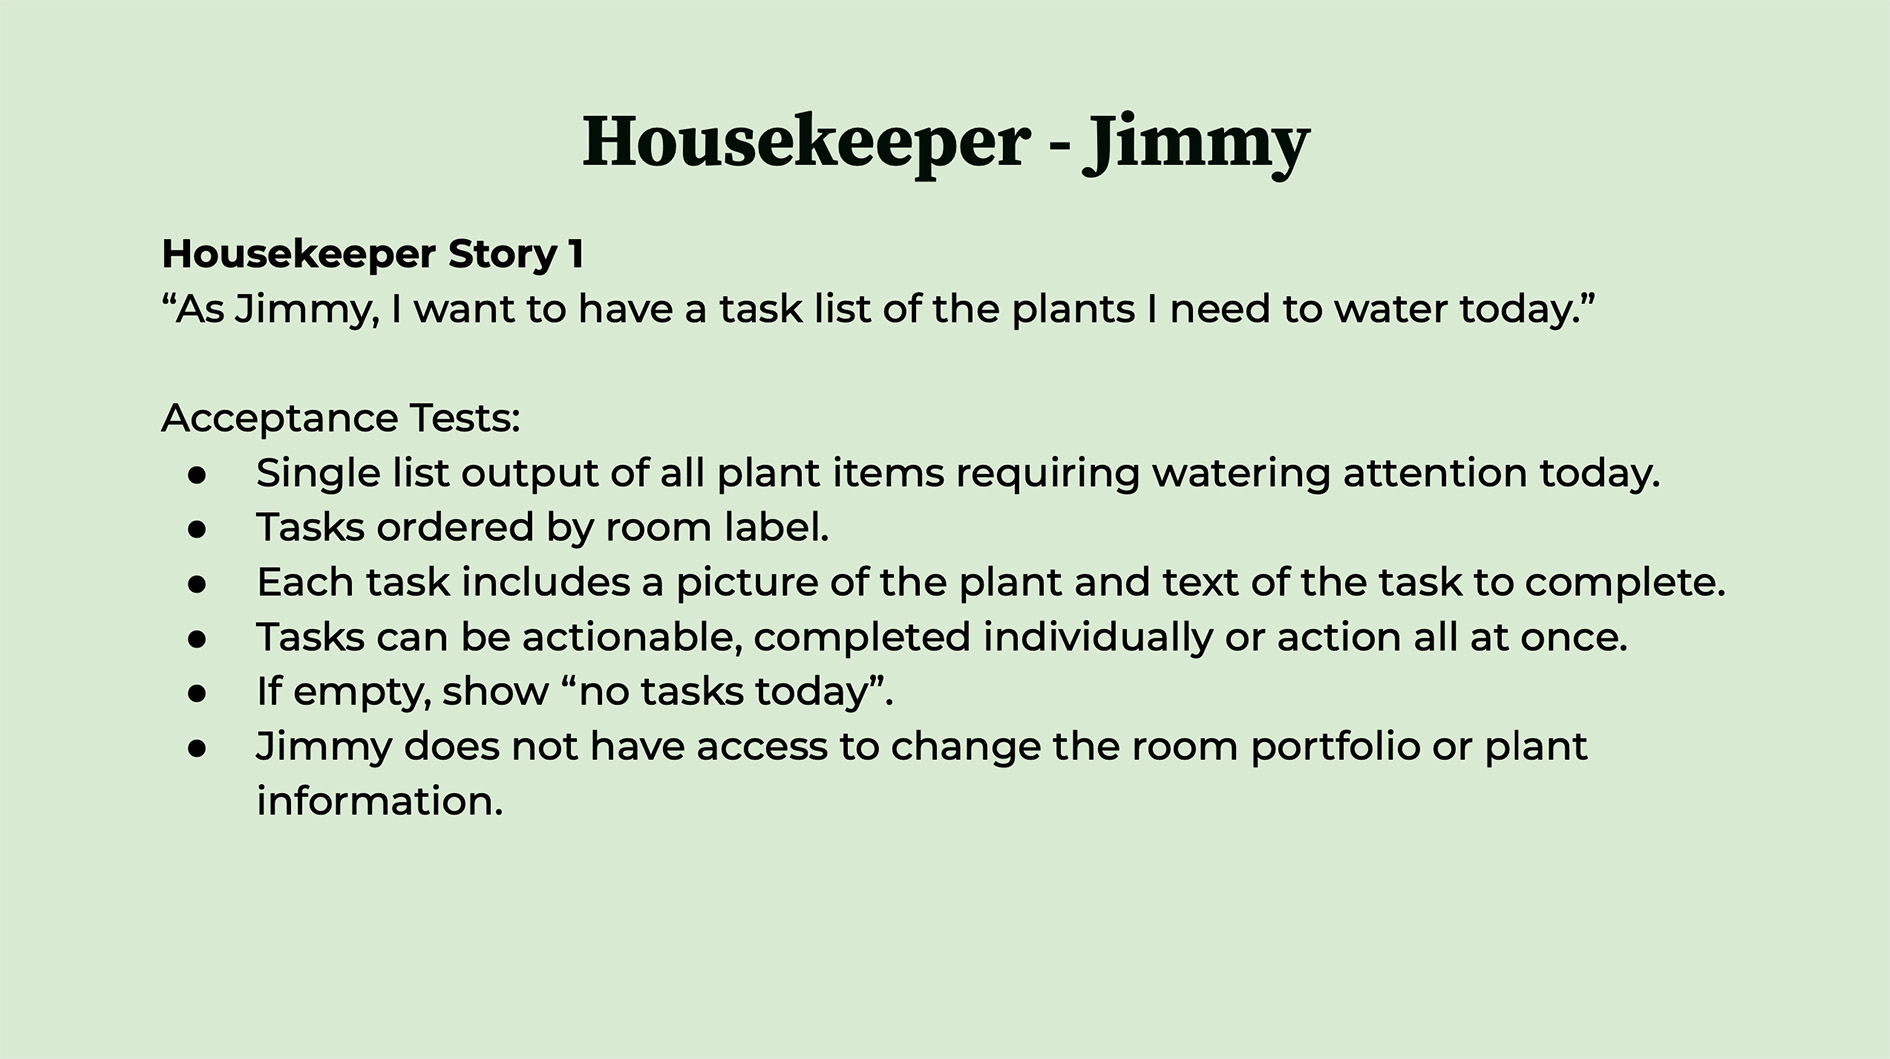 Housekeeper - Jimmy
Housekeeper Story 1
“As Jimmy, I want to have a task list of the plants I need to water today.”
Acceptance Tests:
● Single list output of all plant items requiring watering attention today.
● Tasks ordered by room label.
● Each task includes a picture of the plant and text of the task to complete.
● Tasks can be actionable, completed individually or action all at once.
● If empty, show “no tasks today”.
● Jimmy does not have access to change the room portfolio or plant
information.